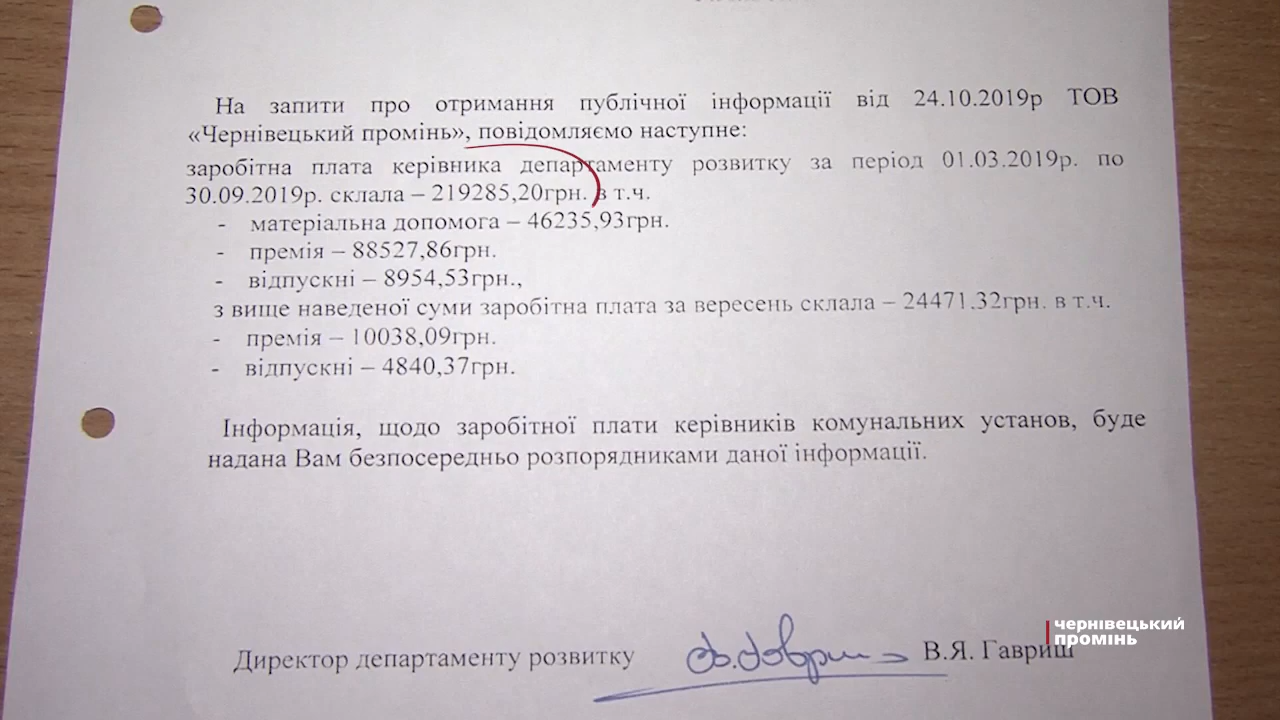 На запити про отримання публічної інформації від 24.10.2019р ТОВ
«Чернівецький промінь», повідомляємо наступне:
заробітна плата керівника департаменту розвитку за період 01.03.2019р. по
30.09.2019р. склала – 219285,20грн. в т.ч.
- матеріальна допомога – 46235,93грн.
- премія – 88527,86грн.
- відпускні – 8954,53грн.,
з вище наведеної суми заробітна плата за вересень склала – 24471.32грн. в т.ч.
- премія – 10038,09грн.
- відпускні – 4840,37грн.
Інформація, щодо заробітної плати керівників комунальних установ, буде
надана Вам безпосередньо розпорядниками даної інформації.
Директор департаменту розвитку В.Я. Гавриш
чернівецький
промінь